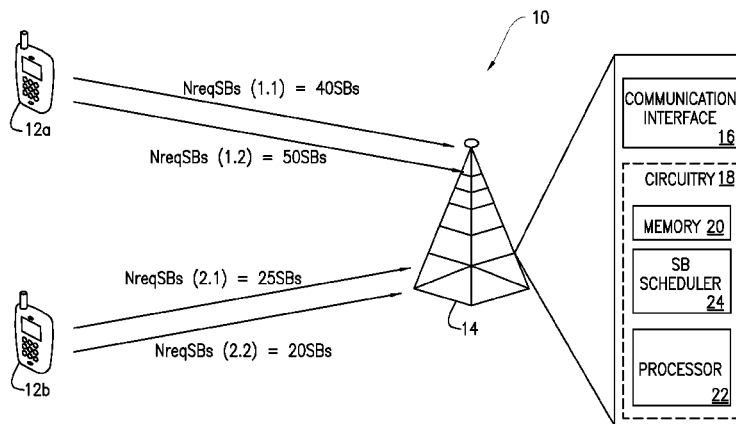 10
NreqSBs (1.1) = 40SBs
12a
NreqSBs (1.2) = 50SBs
COMMUNICATION
INTERFACE
16
CIRCUITRY 18
MEMORY 20
SB
SCHEDULER
24
PROCESSOR
22
NreqSBs (2.1) = 25SBs
14
NreqSBs (2.2) = 20SBs
12b